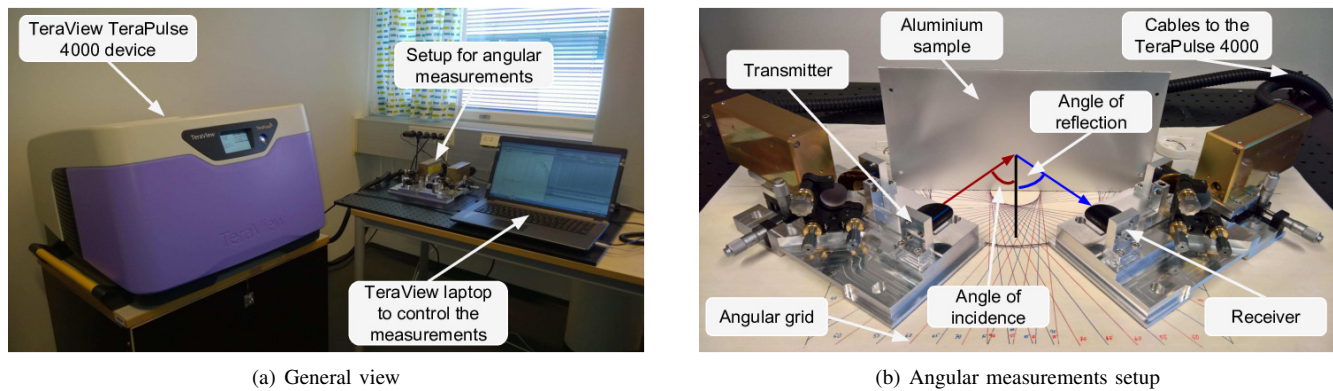 TeraView TeraPulse
4000 device
Setup for angular
measurements
TeraView
TeraView
TeraView laptop
to control the
measurements
(a) General view
Aluminium
sample
Cables to the
TeraPulse 4000
Transmitter
Angle of
reflection
Angle of
incidence
Angular grid
Receiver
(b) Angular measurements setup